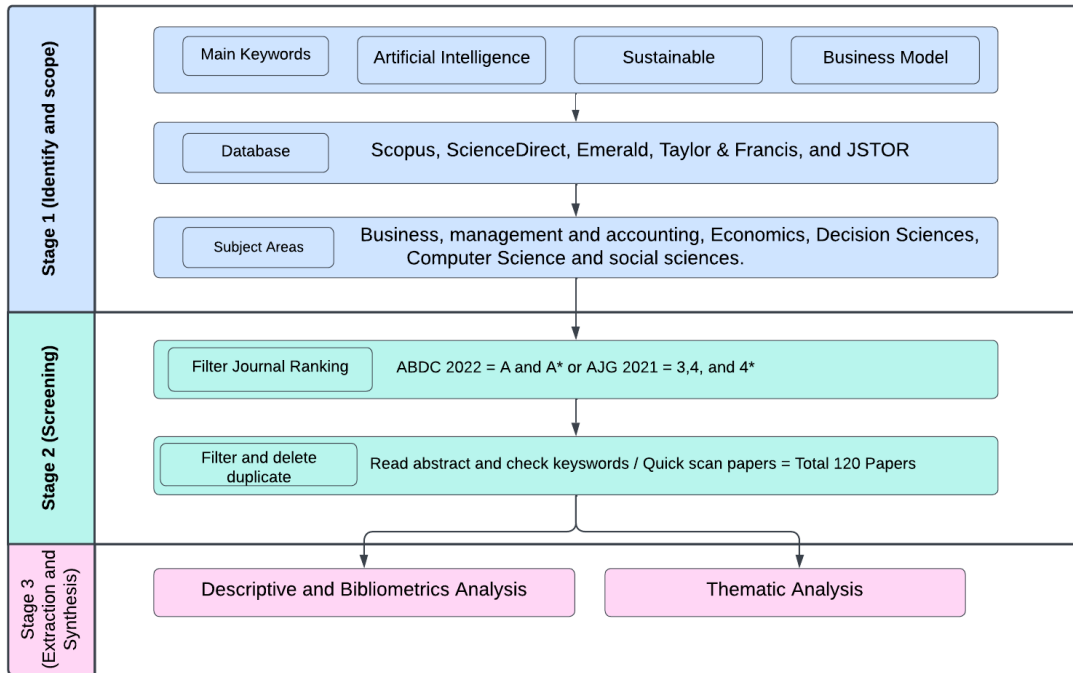 Stage 1 (Identify and scope)
Main Keywords
Artificial Intelligence
Sustainable
Business Model
Database
Scopus, ScienceDirect, Emerald, Taylor & Francis, and JSTOR
Subject Areas
Business, management and accounting, Economics, Decision Sciences,
Computer Science and social sciences.
Stage 2 (Screening)
Filter Journal Ranking
ABDC 2022 = A and A* or AJG 2021 = 3,4, and 4*
Filter and delete
duplicate
Read abstract and check keyswords / Quick scan papers = Total 120 Papers
Stage 3
(Extraction and
Synthesis)
Descriptive and Bibliometrics Analysis
Thematic Analysis